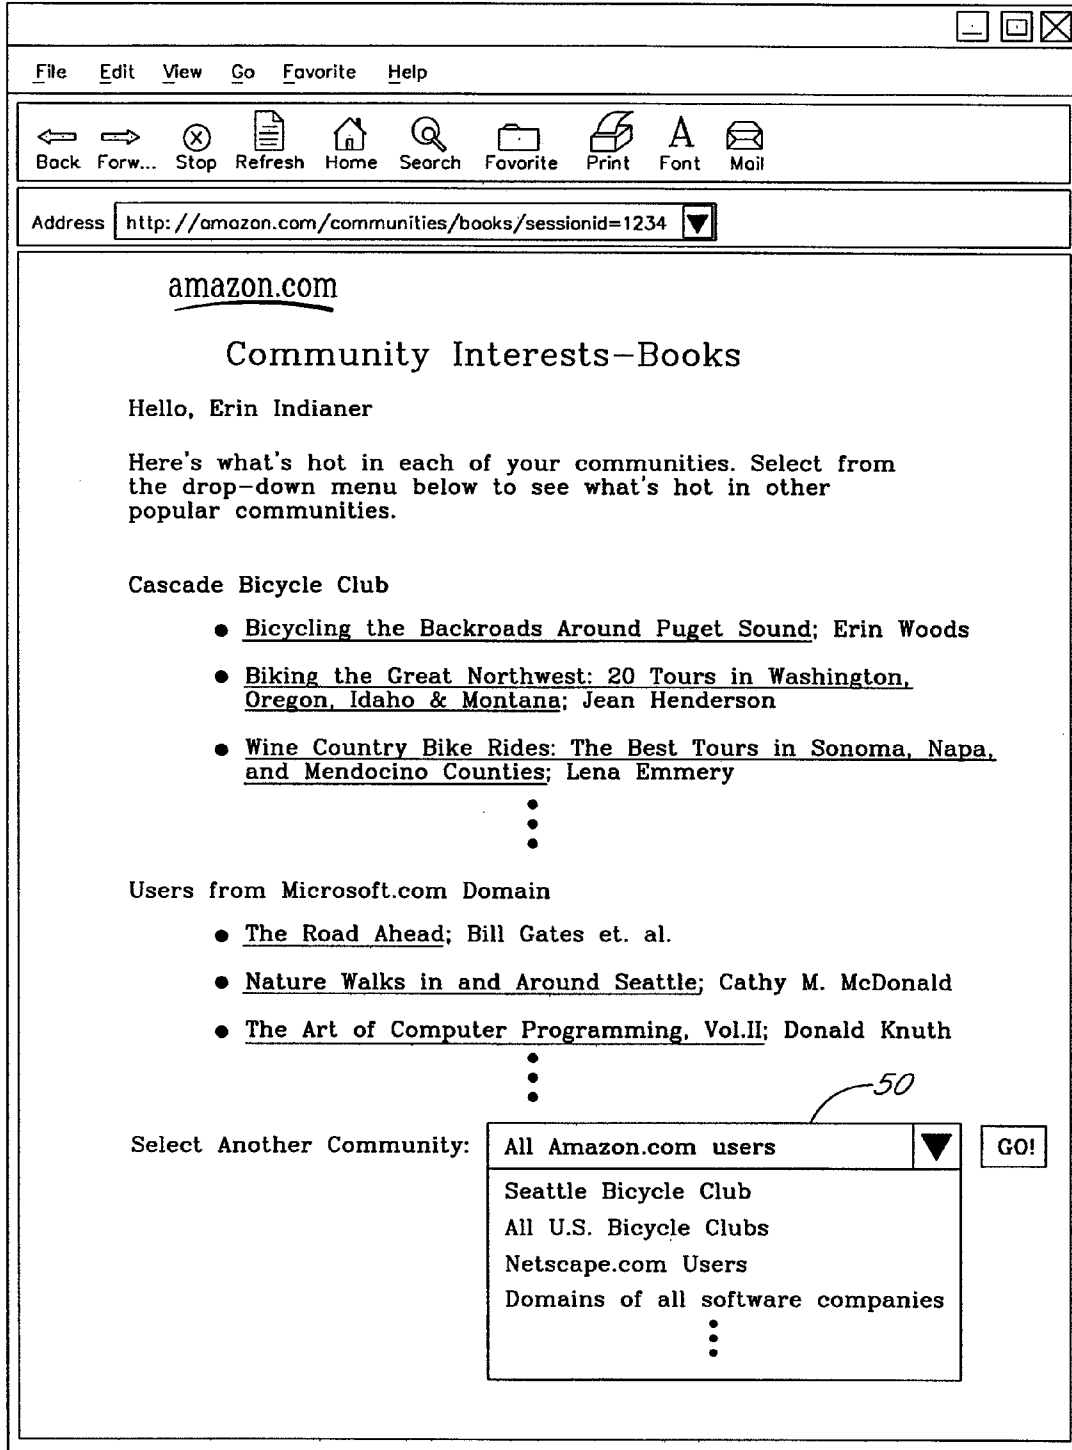 File Edit View Go Favorite Help
Back Forw... Stop Refresh Home Search Favorite Print Font Mail
Address http://amazon.com/communities/books/sessionid=1234
amazon.com
Community Interests-Books
Hello, Erin Indianer
Here's what's hot in each of your communities. Select from
the drop-down menu below to see what's hot in other
popular communities.
Cascade Bicycle Club
• Bicycling the Backroads Around Puget Sound; Erin Woods
• Biking the Great Northwest: 20 Tours in Washington,
Oregon, Idaho & Montana; Jean Henderson
• Wine Country Bike Rides: The Best Tours in Sonoma, Napa,
and Mendocino Counties; Lena Emmery
Users from Microsoft.com Domain
• The Road Ahead; Bill Gates et. al.
• Nature Walks in and Around Seattle; Cathy M. McDonald
• The Art of Computer Programming, Vol.II; Donald Knuth
50
Select Another Community: All Amazon.com users GO!
Seattle Bicycle Club
All U.S. Bicycle Clubs
Netscape.com Users
Domains of all software companies